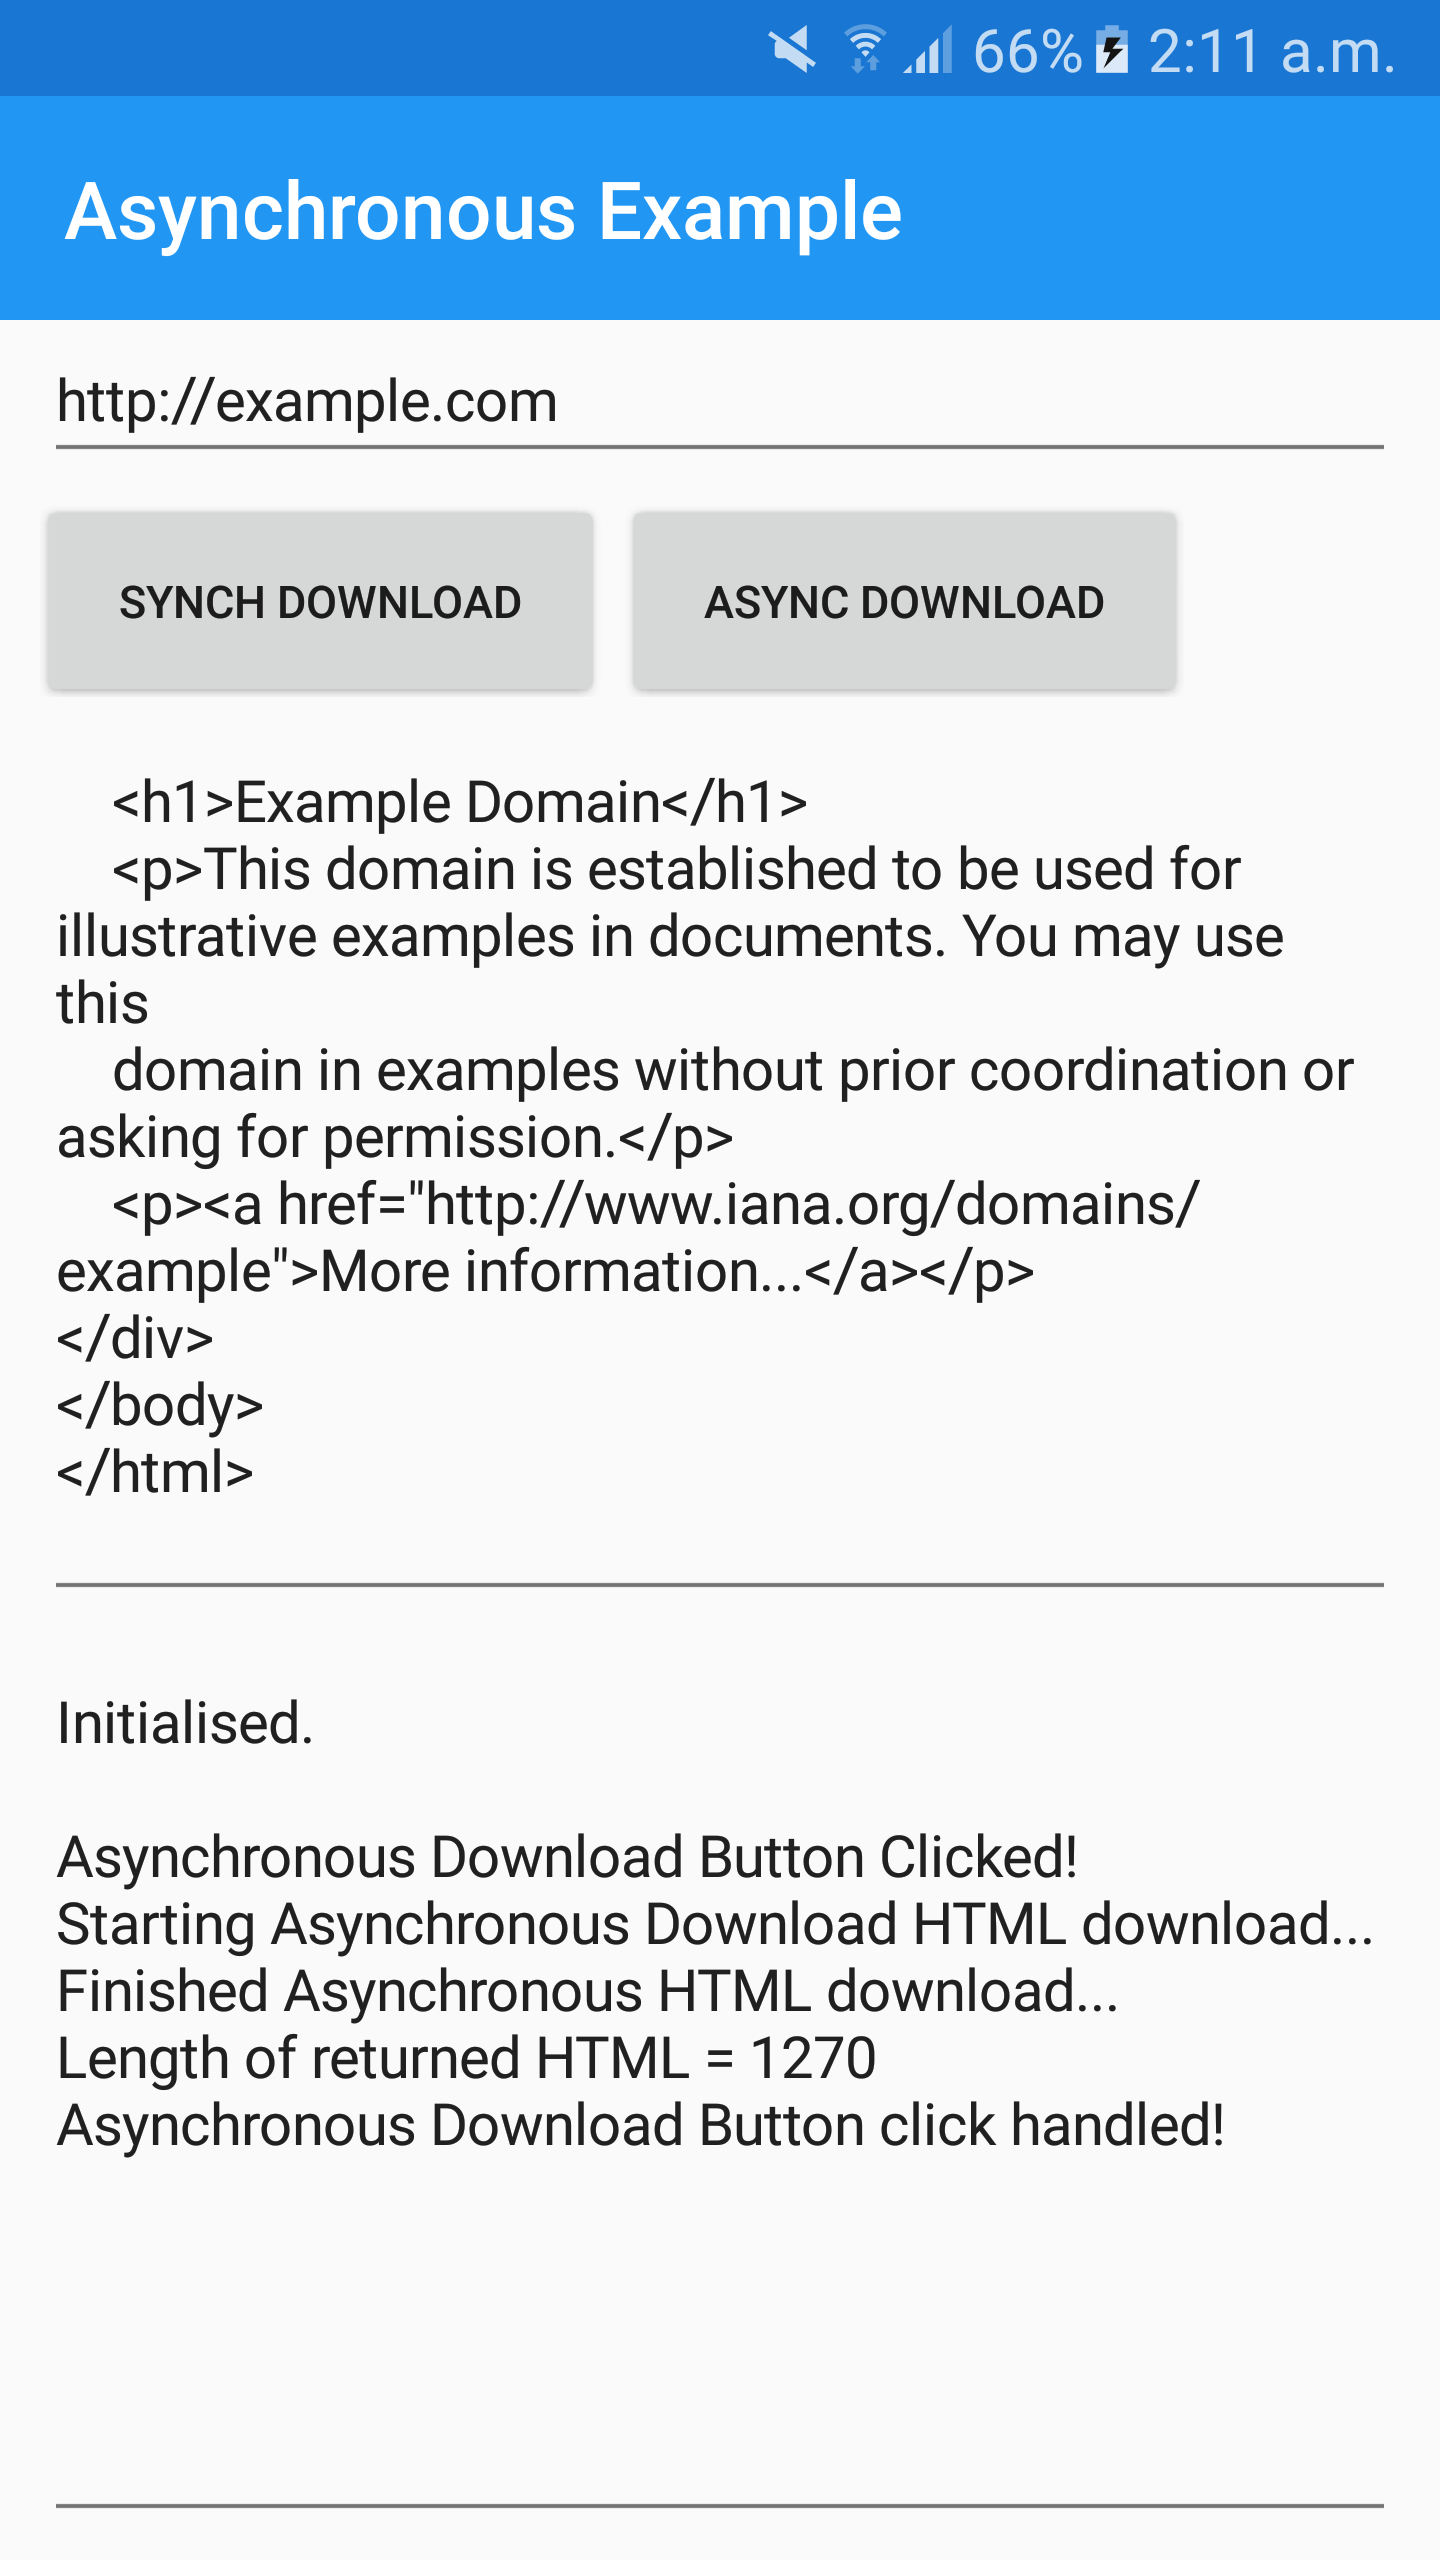 66% 2:11 a.m.
Asynchronous Example
http://example.com
SYNCH DOWNLOAD ASYNC DOWNLOAD
<h1>Example Domain</h1>
<p>This domain is established to be used for
illustrative examples in documents. You may use
this
domain in examples without prior coordination or
asking for permission.</p>
<p><a href="http://www.iana.org/domains/
example">More information...</a></p>
</div>
</body>
</html>
Initialised.
Asynchronous Download Button Clicked!
Starting Asynchronous Download HTML download...
Finished Asynchronous HTML download...
Length of returned HTML = 1270
Asynchronous Download Button click handled!